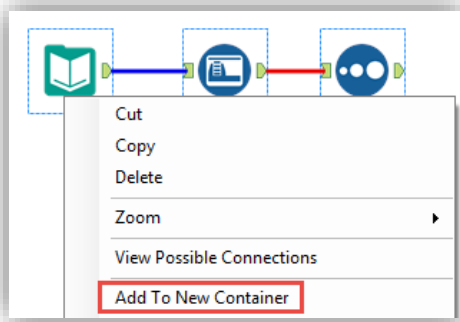 Cut
Copy
Delete
Zoom
View Possible Connections
Add To New Container